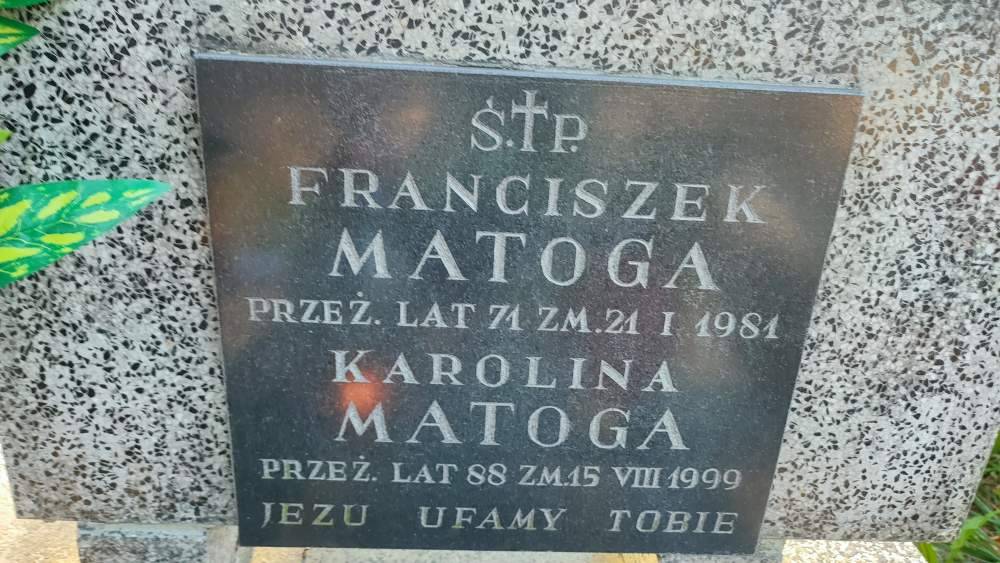 Ś.†P.
FRANCISZEK
MATOGA
PRZEŻ. LAT 71 ZM. 21 I 1981
KAROLINA
MATOGA
PRZEŻ. LAT 88 ZM. 15 VIII 1999
JEZU UFAMY TOBIE